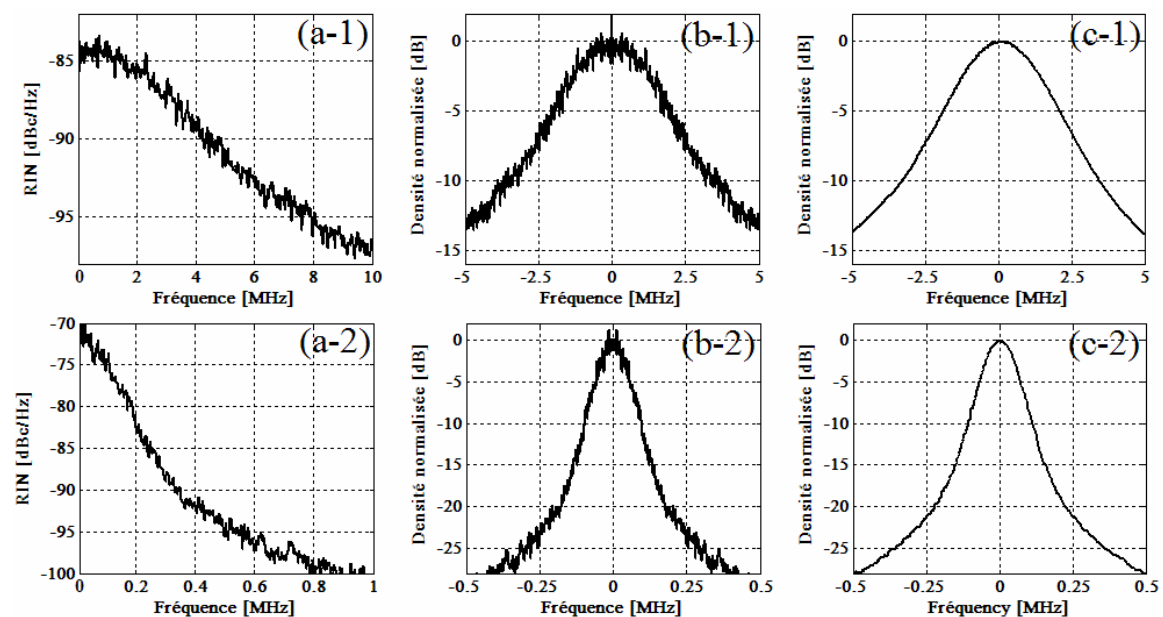 (a-1)
RIN [dBc/Hz]
-85
-90
-95
0 2 4 6 8 10
Fréquence [MHz]
(b-1)
Densité normalisée [dB]
0
-5
-10
-15
-5 -2.5 0 2.5 5
Fréquence [MHz]
(c-1)
Densité normalisée [dB]
0
-5
-10
-15
-5 -2.5 0 2.5 5
Fréquence [MHz]
(a-2)
RIN [dBc/Hz]
-70
-75
-80
-85
-90
-95
-100
0 0.2 0.4 0.6 0.8 1
Fréquence [MHz]
(b-2)
Densité normalisée [dB]
0
-5
-10
-15
-20
-25
-0.5 -0.25 0 0.25 0.5
Fréquence [MHz]
(c-2)
Densité normalisée [dB]
0
-5
-10
-15
-20
-25
-0.5 -0.25 0 0.25 0.5
Fréquency [MHz]